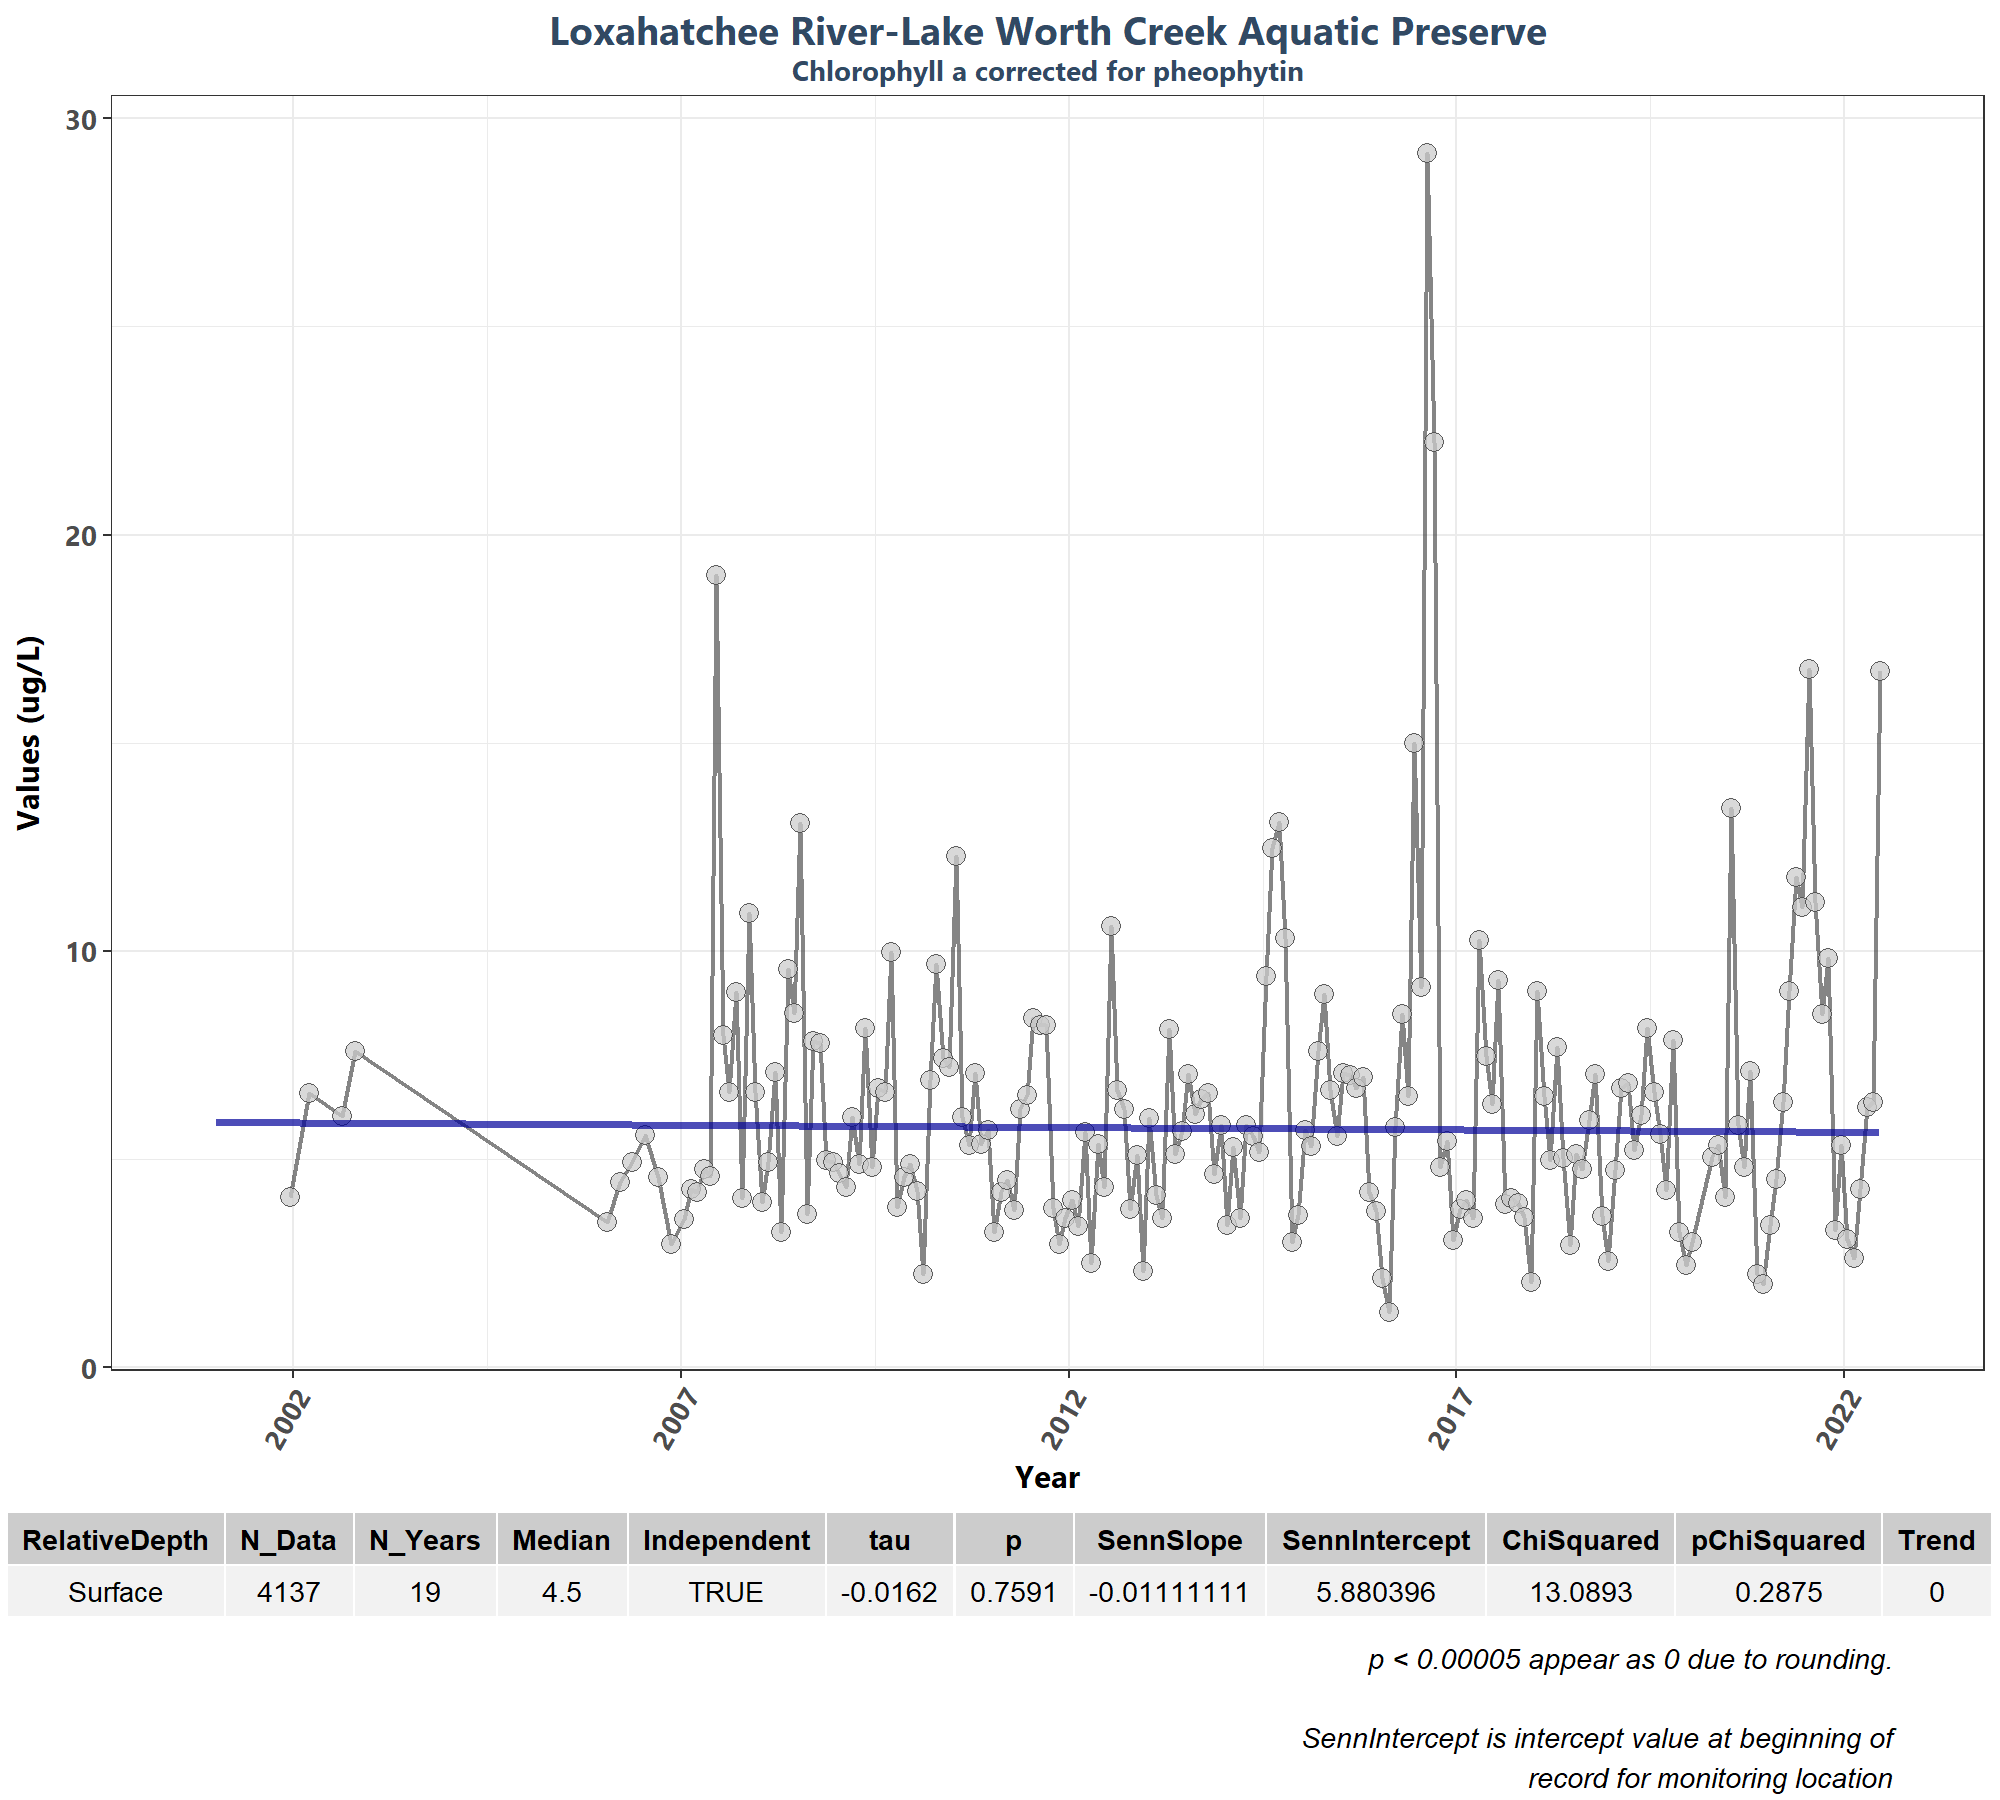 Loxahatchee River-Lake Worth Creek Aquatic Preserve
Chlorophyll a corrected for pheophytin
30
20
10
0
Values (ug/L)
2002
2007
2012
2017
2022
Year
RelativeDepth N_Data N_Years Median Independent tau p SennSlope SennIntercept ChiSquared pChiSquared Trend
Surface 4137 19 4.5 TRUE -0.0162 0.7591 -0.01111111 5.880396 13.0893 0.2875 0
p < 0.00005 appear as 0 due to rounding.
SennIntercept is intercept value at beginning of
record for monitoring location